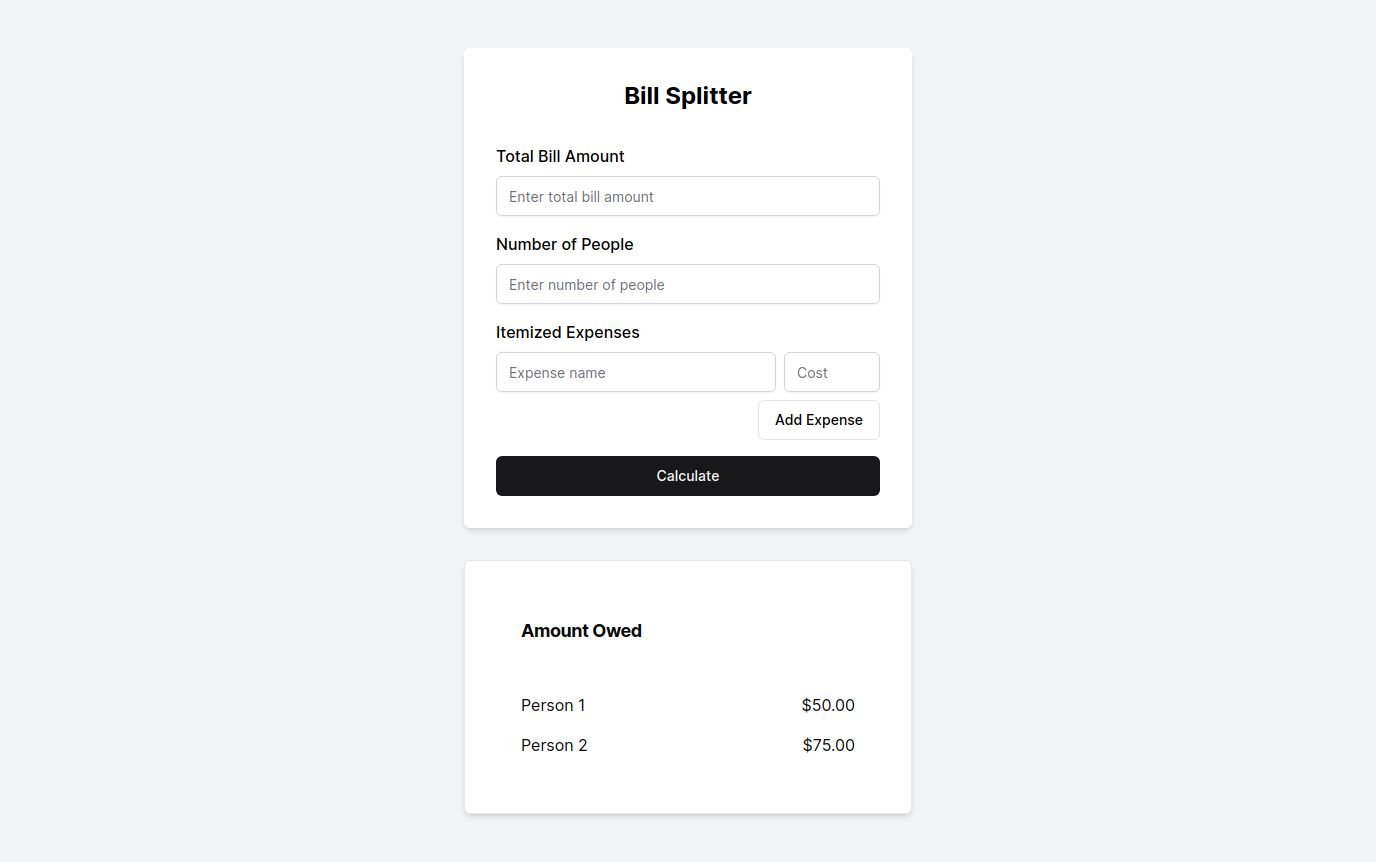 Bill Splitter
Total Bill Amount
Enter total bill amount
Number of People
Enter number of people
Itemized Expenses
Expense name Cost
Add Expense
Calculate
Amount Owed
Person 1 $50.00
Person 2 $75.00